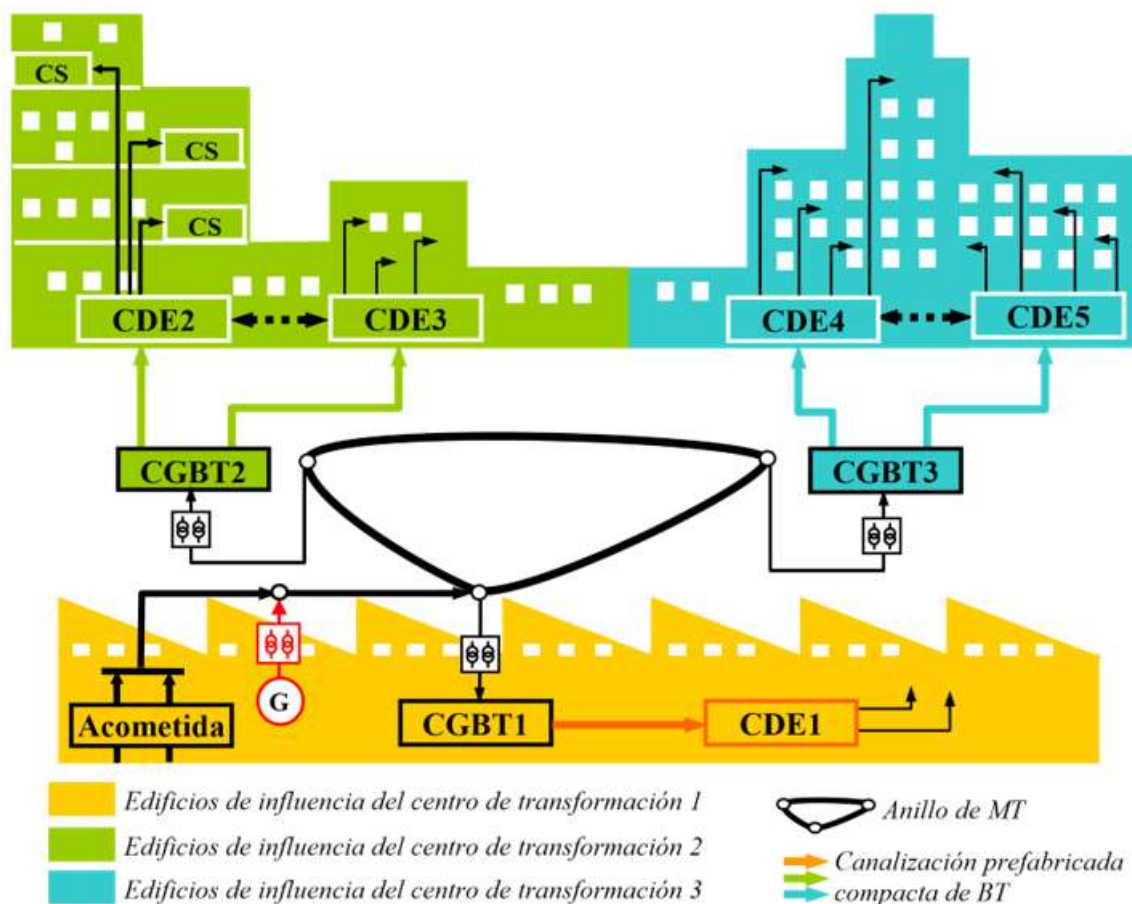 CS
CS
CS
CDE2
CDE3
CDE4
CDE5
CGBT2
CGBT3
G
Acometida
CGBT1
CDE1
Edificios de influencia del centro de transformación 1
Edificios de influencia del centro de transformación 2
Edificios de influencia del centro de transformación 3
Anillo de MT
Canalización prefabricada
compacta de BT